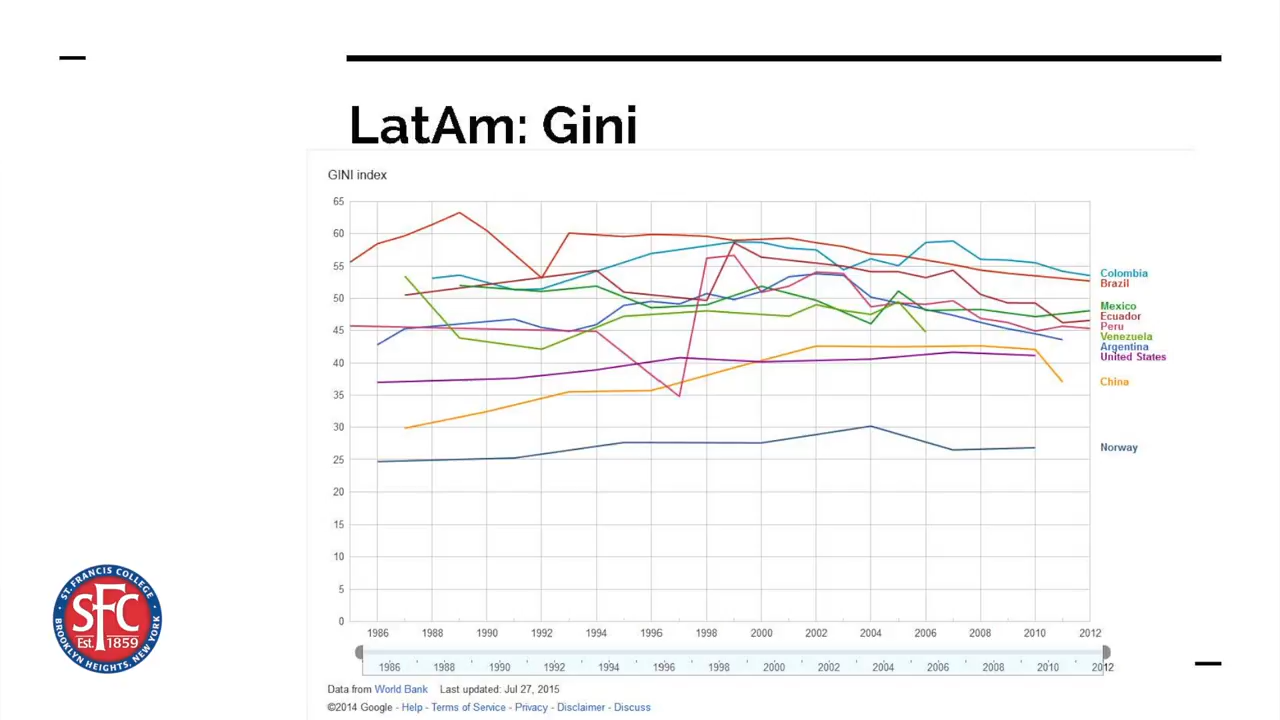 LatAm: Gini
GINI index
65
60
55
50
45
40
35
30
25
20
15
10
5
0
Colombia
Brazil
Mexico
Ecuador
Peru
Venezuela
Argentina
United States
China
Norway
1986 1988 1990 1992 1994 1996 1998 2000 2002 2004 2006 2008 2010 2012
1986 1988 1990 1992 1994 1996 1998 2000 2002 2004 2006 2008 2010 2012
Data from World Bank Last updated: Jul 27, 2015
©2014 Google - Help - Terms of Service - Privacy - Disclaimer - Discuss
ST. FRANCIS COLLEGE
SFC
Est. 1859
BROOKLYN HEIGHTS, NEW YORK